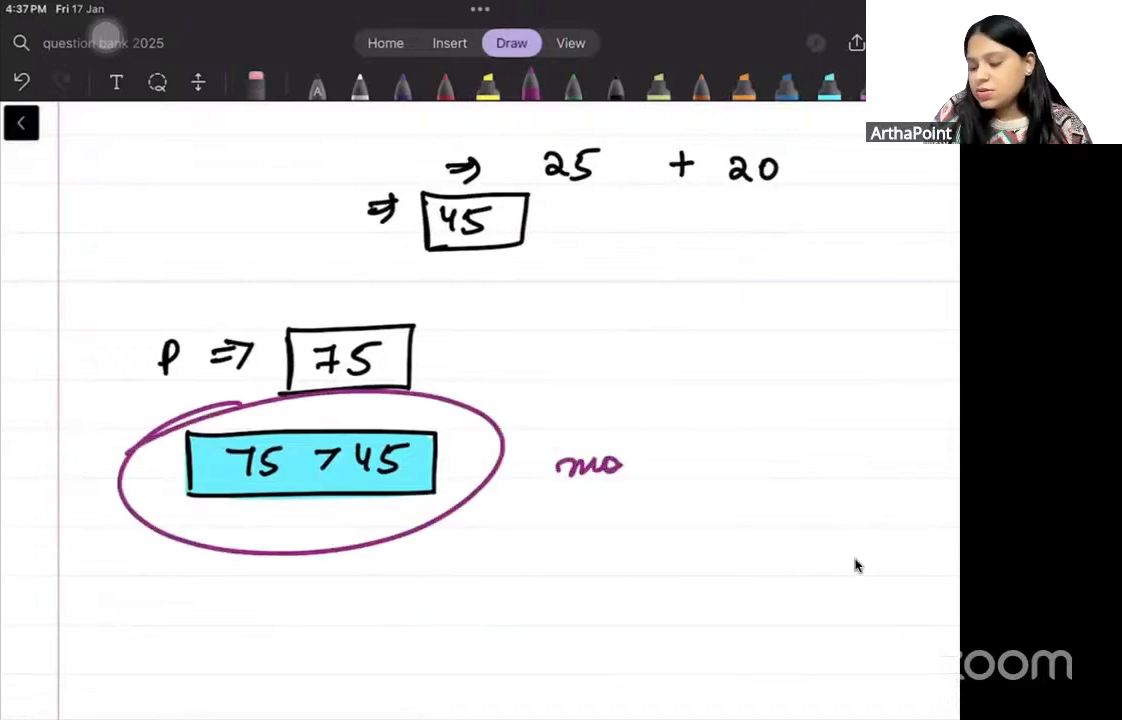 4:37 PM Fri 17 Jan
question bank 2025
Home Insert Draw View
T
A
ArthaPoint
⇒ 25 + 20
⇒ 45
P ⇒ 75
75 > 45
mo
zoom